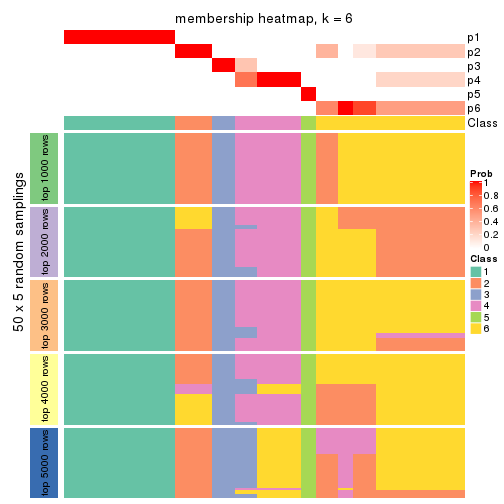 membership heatmap, k = 6
p1
p2
p3
p4
p5
p6
Class
50 x 5 random samplings
top 1000 rows
top 2000 rows
top 3000 rows
top 4000 rows
top 5000 rows
Prob
1
0.8
0.6
0.4
0.2
0
Class
1
2
3
4
5
6